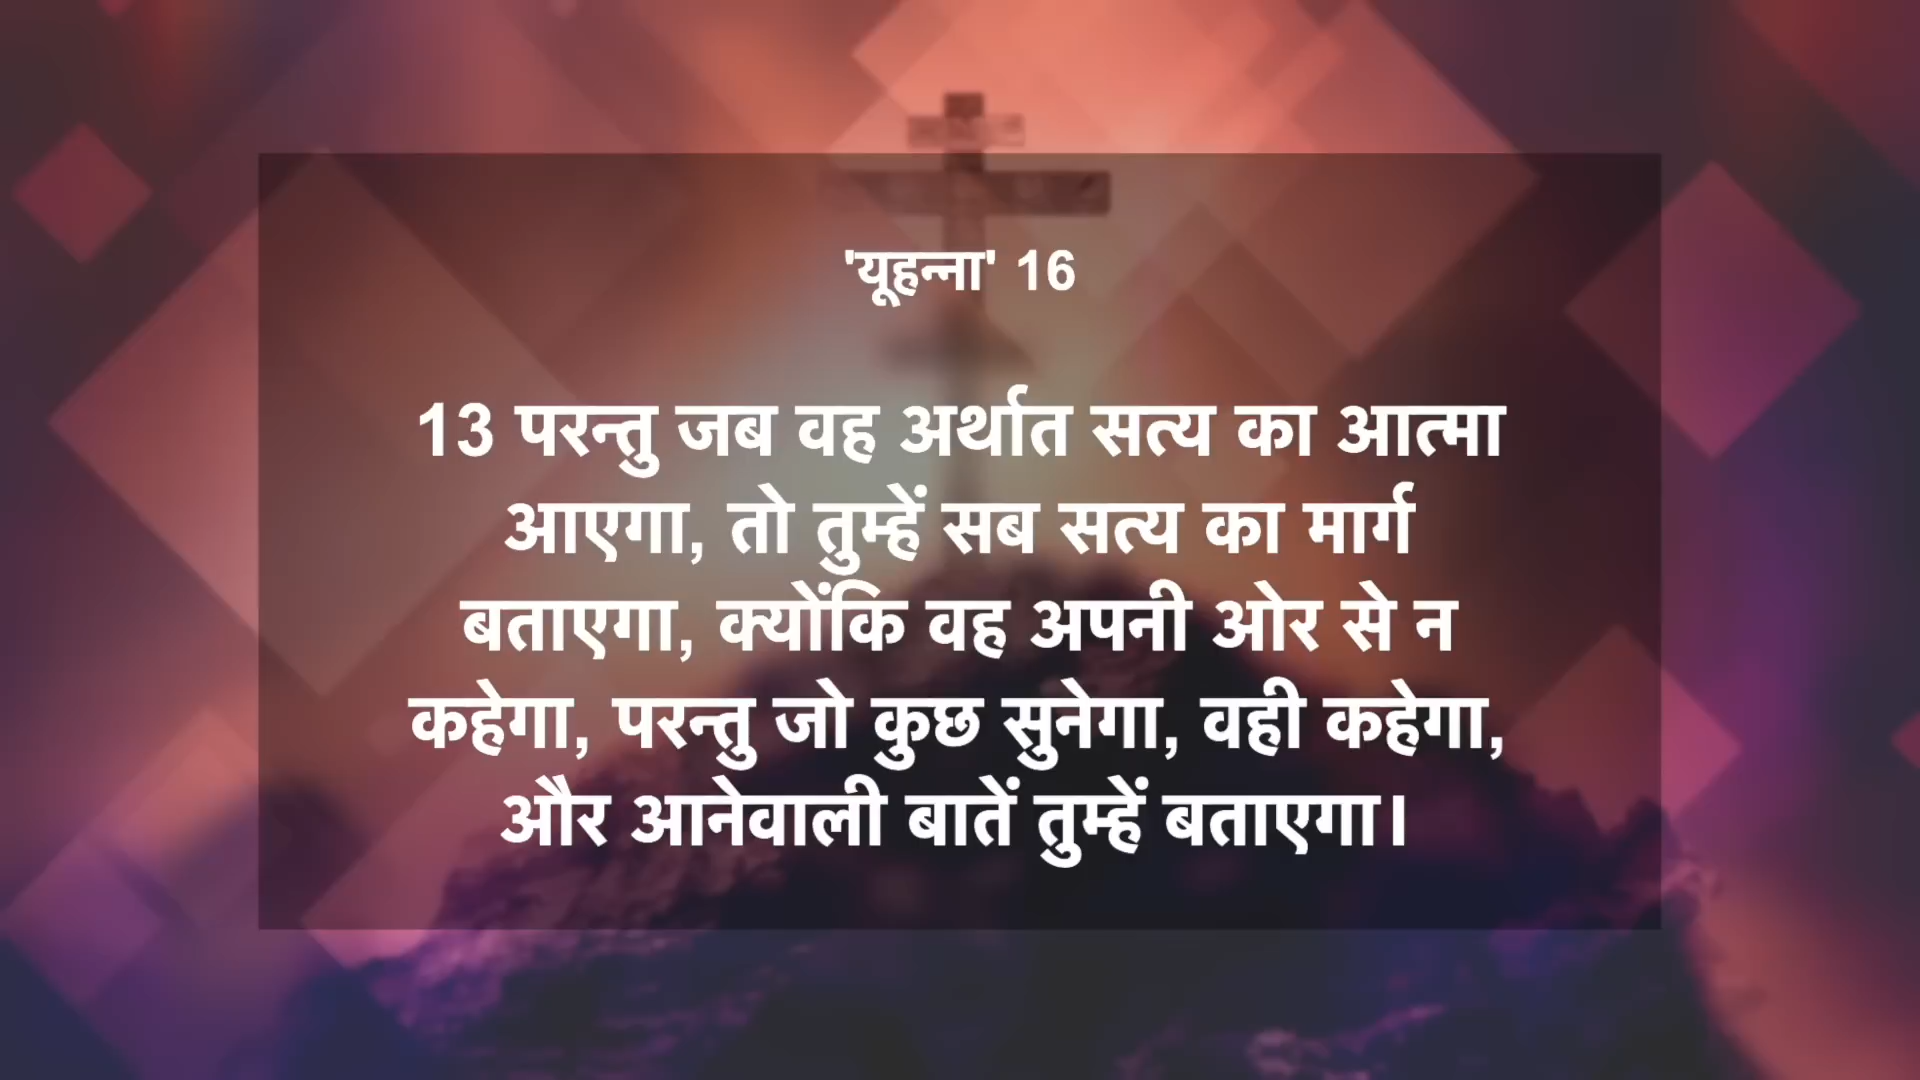 'यूहन्ना' 16
13 परन्तु जब वह अर्थात सत्य का आत्मा
आएगा, तो तुम्हें सब सत्य का मार्ग
बताएगा, क्योंकि वह अपनी ओर से न
कहेगा, परन्तु जो कुछ सुनेगा, वही कहेगा,
और आनेवाली बातें तुम्हें बताएगा।